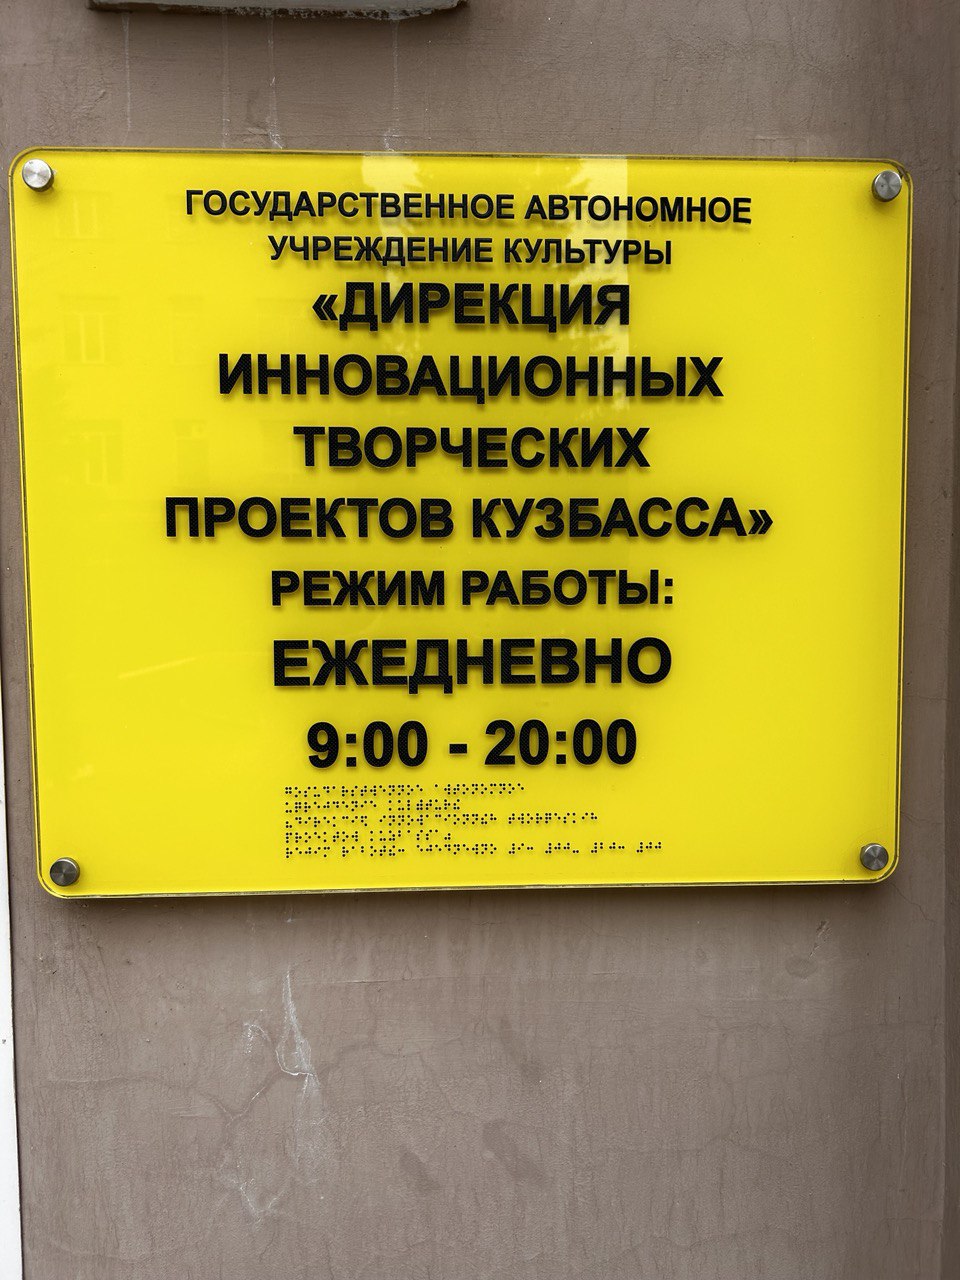 ГОСУДАРСТВЕННОЕ АВТОНОМНОЕ
УЧРЕЖДЕНИЕ КУЛЬТУРЫ
«ДИРЕКЦИЯ
ИННОВАЦИОННЫХ
ТВОРЧЕСКИХ
ПРОЕКТОВ КУЗБАССА»
РЕЖИМ РАБОТЫ:
ЕЖЕДНЕВНО
9:00 - 20:00